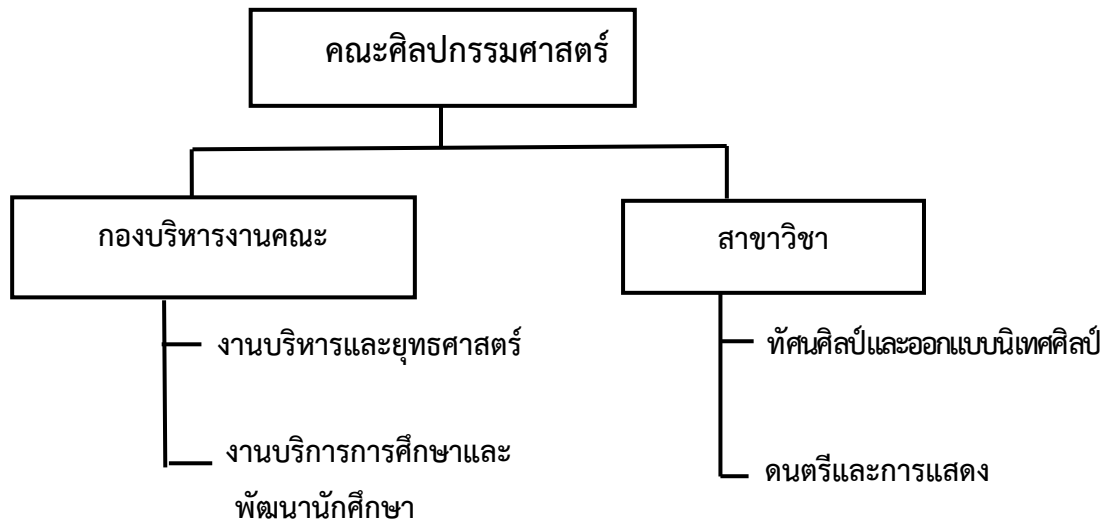 คณะศิลปกรรมศาสตร์
กองบริหารงานคณะ
สาขาวิชา
งานบริหารและยุทธศาสตร์
ทัศนศิลป์และออกแบบนิเทศศิลป์
งานบริการการศึกษาและ
พัฒนานักศึกษา
ดนตรีและการแสดง